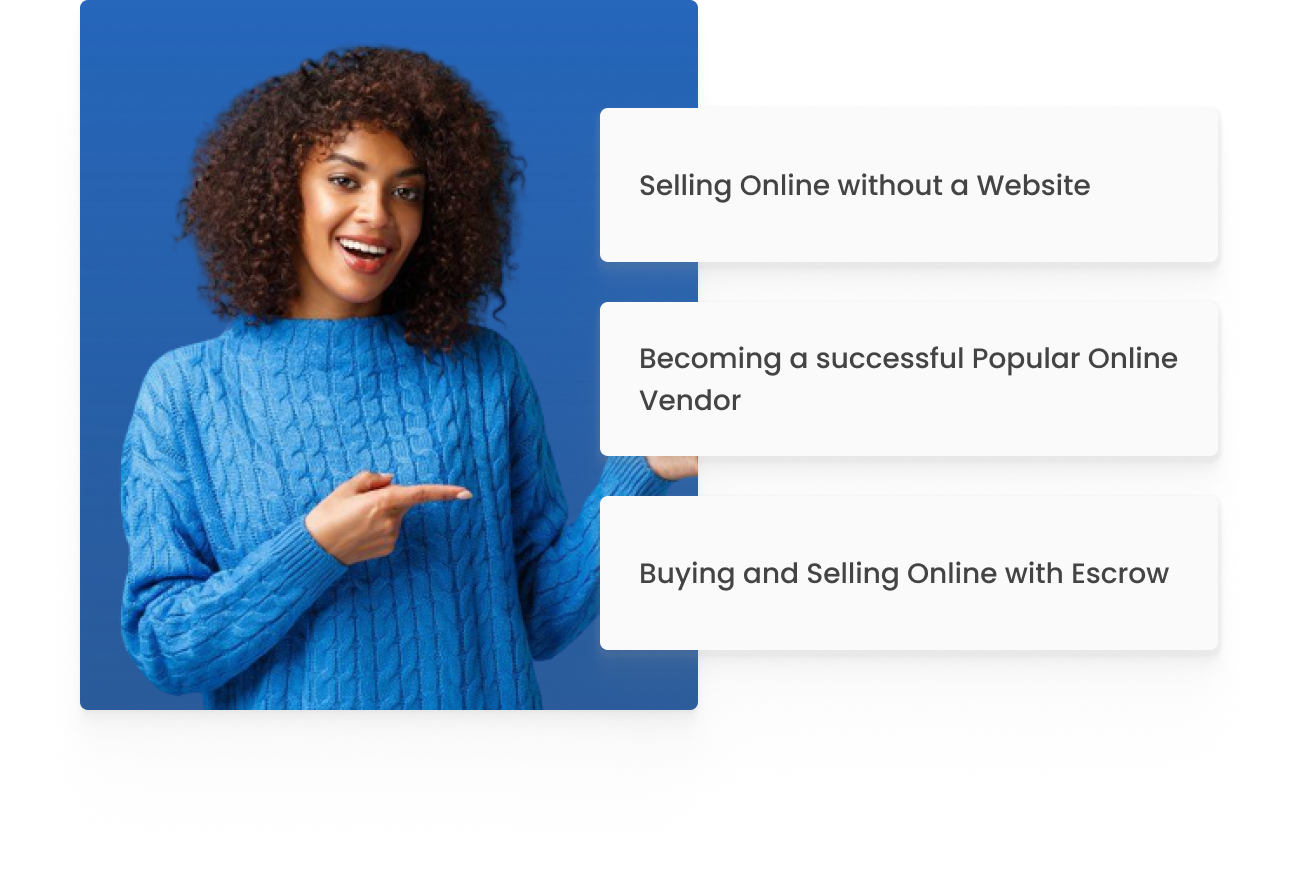 Selling Online without a Website
Becoming a successful Popular Online
Vendor
Buying and Selling Online with Escrow